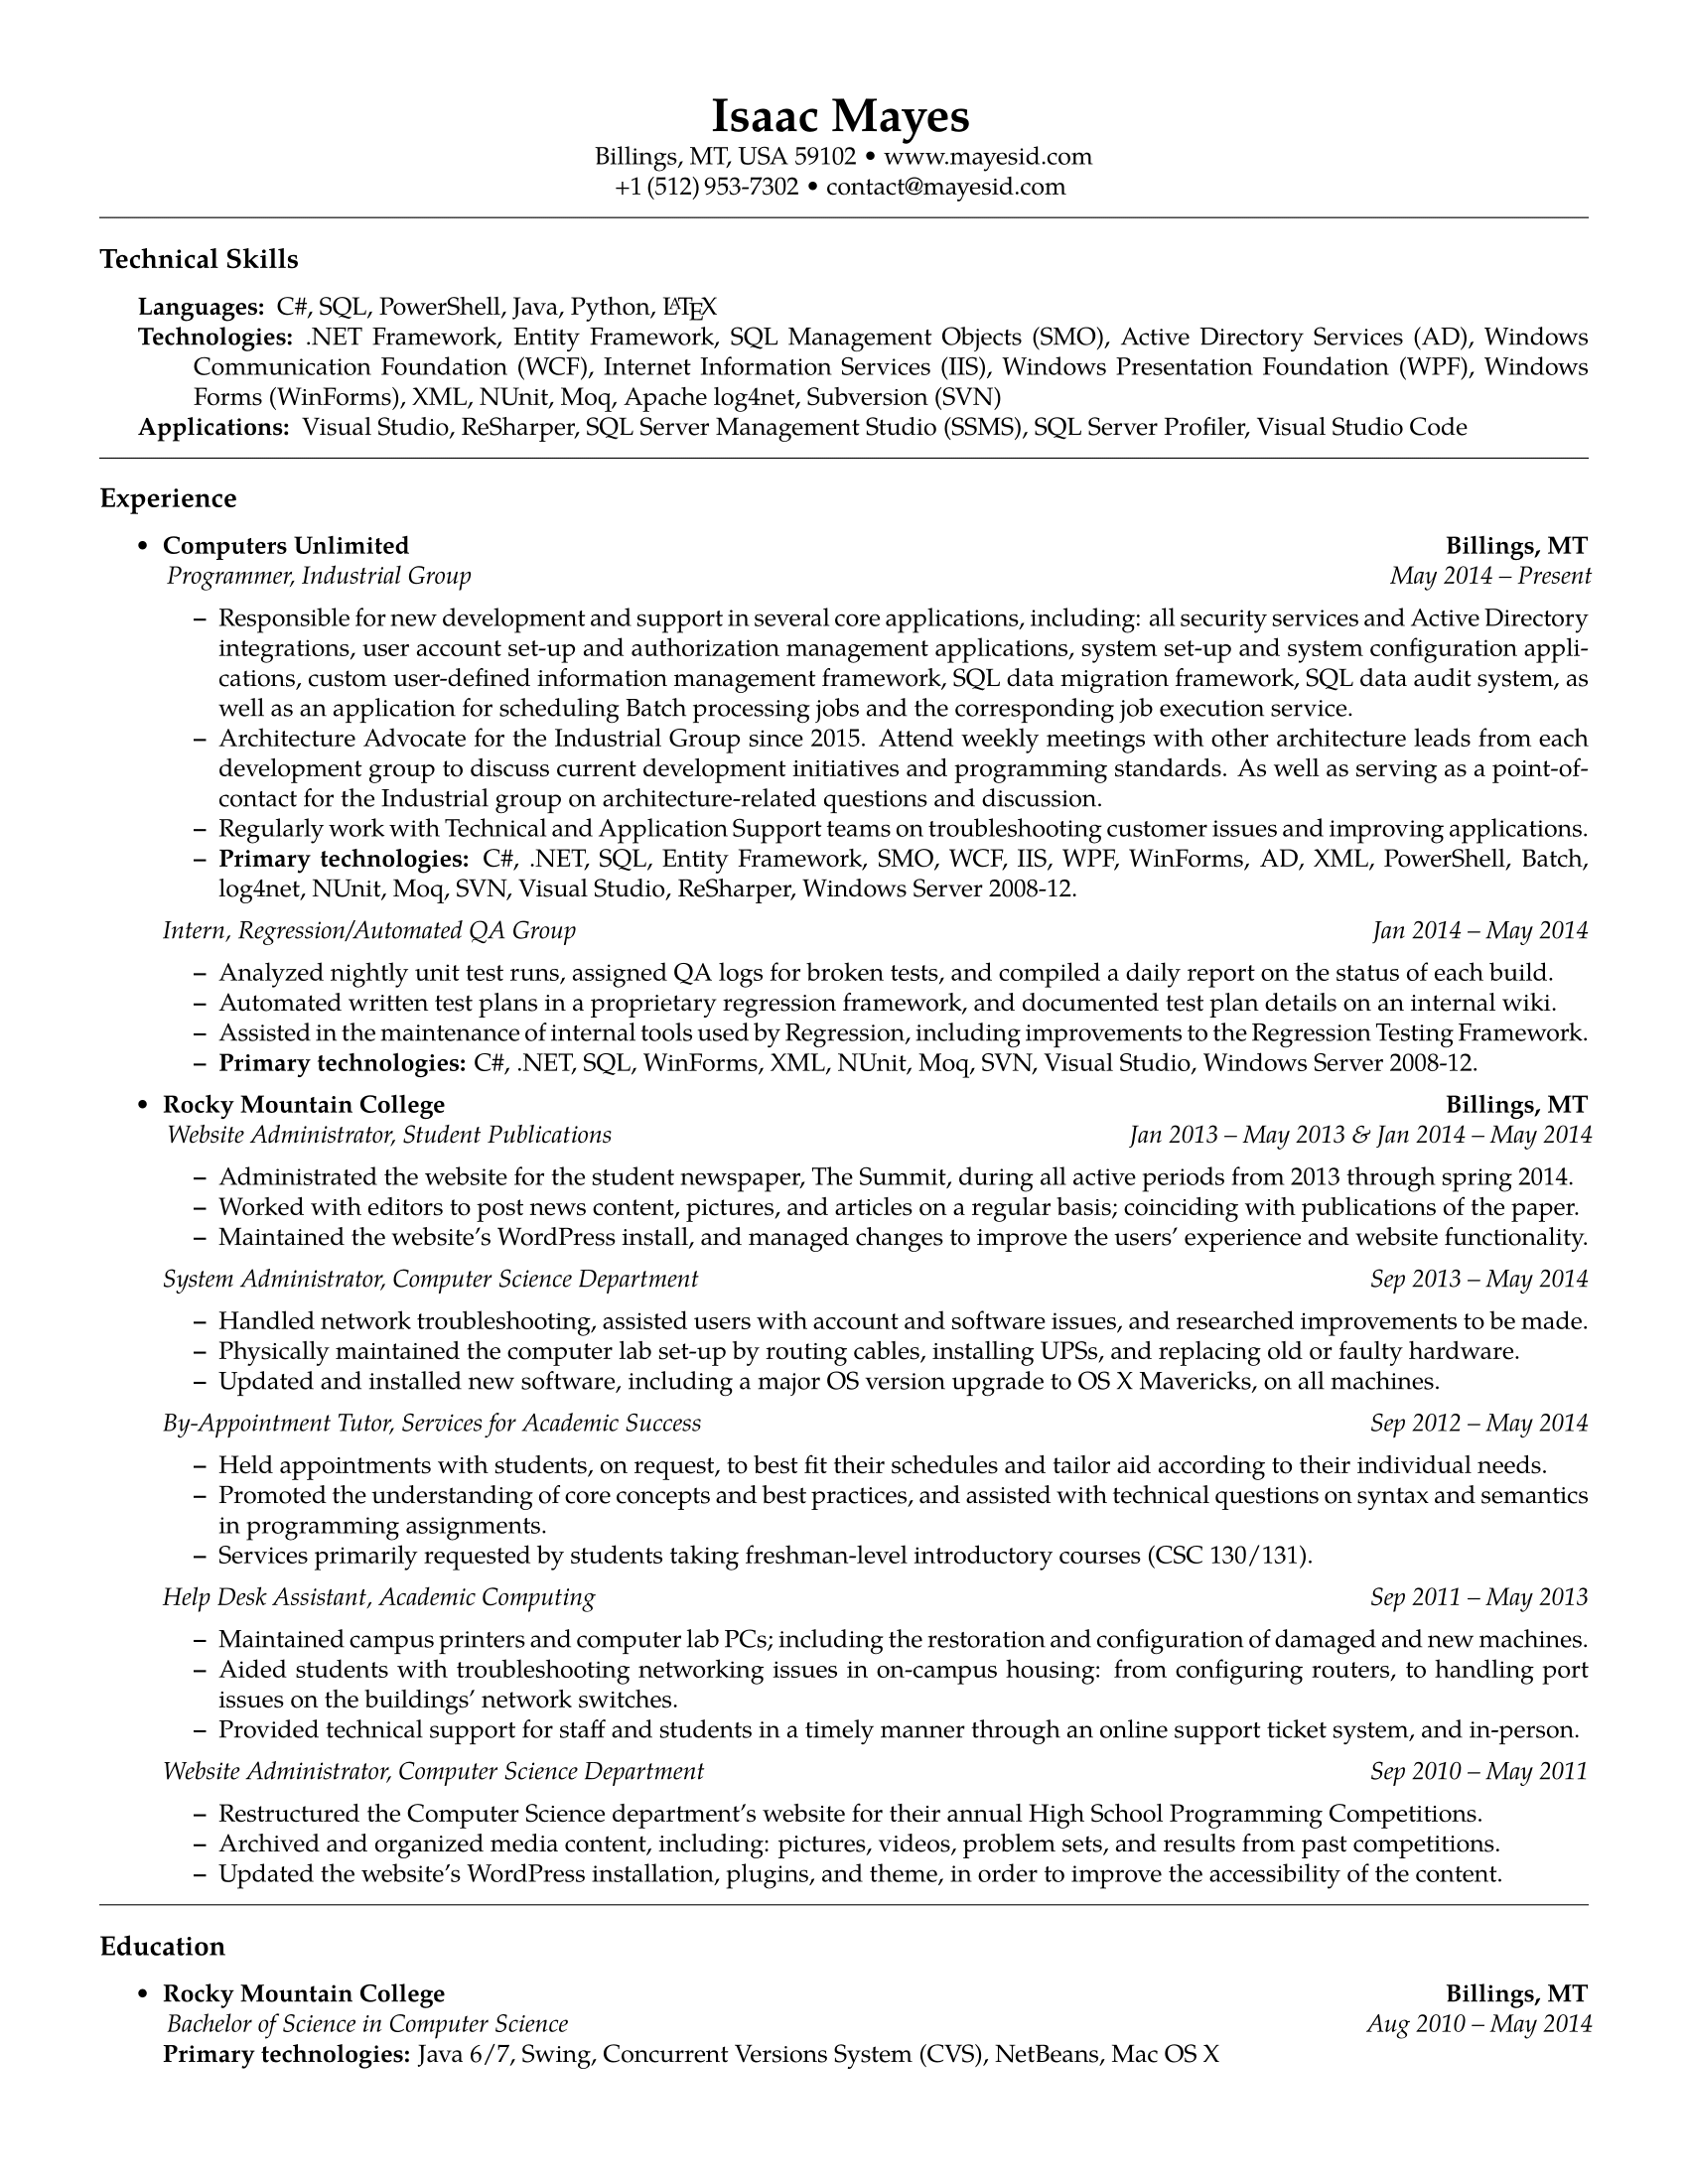 Isaac Mayes
Billings, MT, USA 59102 • www.mayesid.com
+1 (512) 953-7302 • contact@mayesid.com
Technical Skills
Languages: C#, SQL, PowerShell, Java, Python, LATEX
Technologies: .NET Framework, Entity Framework, SQL Management Objects (SMO), Active Directory Services (AD), Windows
Communication Foundation (WCF), Internet Information Services (IIS), Windows Presentation Foundation (WPF), Windows
Forms (WinForms), XML, NUnit, Moq, Apache log4net, Subversion (SVN)
Applications: Visual Studio, ReSharper, SQL Server Management Studio (SSMS), SQL Server Profiler, Visual Studio Code
Experience
• Computers Unlimited Billings, MT
Programmer, Industrial Group May 2014 – Present
– Responsible for new development and support in several core applications, including: all security services and Active Directory
integrations, user account set-up and authorization management applications, system set-up and system configuration appli-
cations, custom user-defined information management framework, SQL data migration framework, SQL data audit system, as
well as an application for scheduling Batch processing jobs and the corresponding job execution service.
– Architecture Advocate for the Industrial Group since 2015. Attend weekly meetings with other architecture leads from each
development group to discuss current development initiatives and programming standards. As well as serving as a point-of-
contact for the Industrial group on architecture-related questions and discussion.
– Regularly work with Technical and Application Support teams on troubleshooting customer issues and improving applications.
– Primary technologies: C#, .NET, SQL, Entity Framework, SMO, WCF, IIS, WPF, WinForms, AD, XML, PowerShell, Batch,
log4net, NUnit, Moq, SVN, Visual Studio, ReSharper, Windows Server 2008-12.
Intern, Regression/Automated QA Group Jan 2014 – May 2014
– Analyzed nightly unit test runs, assigned QA logs for broken tests, and compiled a daily report on the status of each build.
– Automated written test plans in a proprietary regression framework, and documented test plan details on an internal wiki.
– Assisted in the maintenance of internal tools used by Regression, including improvements to the Regression Testing Framework.
– Primary technologies: C#, .NET, SQL, WinForms, XML, NUnit, Moq, SVN, Visual Studio, Windows Server 2008-12.
• Rocky Mountain College Billings, MT
Website Administrator, Student Publications Jan 2013 – May 2013 & Jan 2014 – May 2014
– Administrated the website for the student newspaper, The Summit, during all active periods from 2013 through spring 2014.
– Worked with editors to post news content, pictures, and articles on a regular basis; coinciding with publications of the paper.
– Maintained the website's WordPress install, and managed changes to improve the users' experience and website functionality.
System Administrator, Computer Science Department Sep 2013 – May 2014
– Handled network troubleshooting, assisted users with account and software issues, and researched improvements to be made.
– Physically maintained the computer lab set-up by routing cables, installing UPSs, and replacing old or faulty hardware.
– Updated and installed new software, including a major OS version upgrade to OS X Mavericks, on all machines.
By-Appointment Tutor, Services for Academic Success Sep 2012 – May 2014
– Held appointments with students, on request, to best fit their schedules and tailor aid according to their individual needs.
– Promoted the understanding of core concepts and best practices, and assisted with technical questions on syntax and semantics
in programming assignments.
– Services primarily requested by students taking freshman-level introductory courses (CSC 130/131).
Help Desk Assistant, Academic Computing Sep 2011 – May 2013
– Maintained campus printers and computer lab PCs; including the restoration and configuration of damaged and new machines.
– Aided students with troubleshooting networking issues in on-campus housing: from configuring routers, to handling port
issues on the buildings' network switches.
– Provided technical support for staff and students in a timely manner through an online support ticket system, and in-person.
Website Administrator, Computer Science Department Sep 2010 – May 2011
– Restructured the Computer Science department's website for their annual High School Programming Competitions.
– Archived and organized media content, including: pictures, videos, problem sets, and results from past competitions.
– Updated the website's WordPress installation, plugins, and theme, in order to improve the accessibility of the content.
Education
• Rocky Mountain College Billings, MT
Bachelor of Science in Computer Science Aug 2010 – May 2014
Primary technologies: Java 6/7, Swing, Concurrent Versions System (CVS), NetBeans, Mac OS X